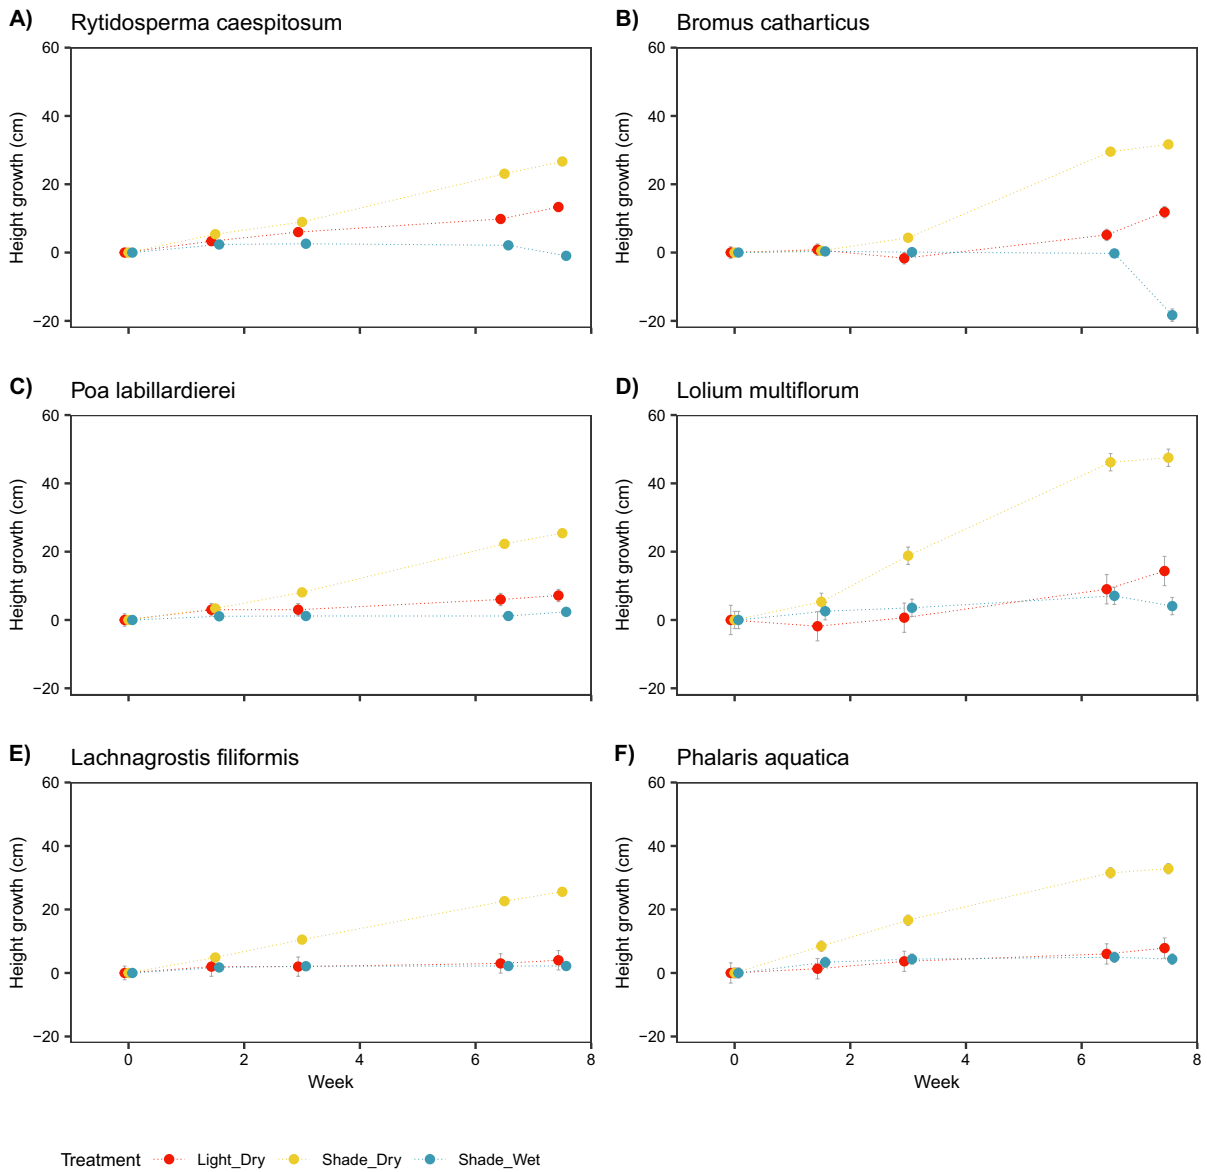 A) Rytidosperma caespitosum
60
40
20
0
−20
Height growth (cm)
B) Bromus catharticus
60
40
20
0
−20
Height growth (cm)
C) Poa labillardierei
60
40
20
0
−20
Height growth (cm)
D) Lolium multiflorum
60
40
20
0
−20
Height growth (cm)
E) Lachnagrostis filiformis
60
40
20
0
−20
Height growth (cm)
0 2 4 6 8
Week
F) Phalaris aquatica
60
40
20
0
−20
Height growth (cm)
0 2 4 6 8
Week
Treatment Light_Dry Shade_Dry Shade_Wet